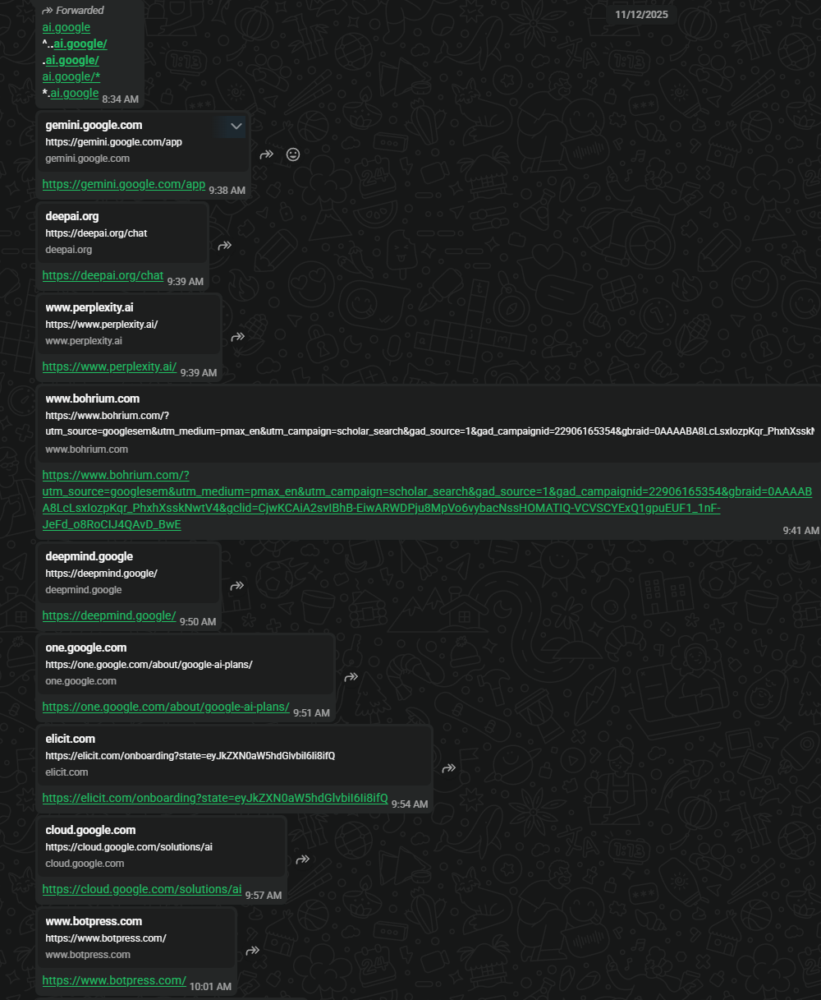 Forwarded
11/12/2025
ai.google
^..ai.google/
.ai.google/
ai.google/*
*.ai.google 8:34 AM
gemini.google.com
https://gemini.google.com/app
gemini.google.com
https://gemini.google.com/app 9:38 AM
deepai.org
https://deepai.org/chat
deepai.org
https://deepai.org/chat 9:39 AM
www.perplexity.ai
https://www.perplexity.ai/
www.perplexity.ai
https://www.perplexity.ai/ 9:39 AM
www.bohrium.com
https://www.bohrium.com/?
utm_source=googlesem&utm_medium=pmax_en&utm_campaign=scholar_search&gad_source=1&gad_campaignid=22906165354&gbraid=0AAAABA8LcLsxIozpKqr_PhxhXsskN
www.bohrium.com
https://www.bohrium.com/?
utm_source=googlesem&utm_medium=pmax_en&utm_campaign=scholar_search&gad_source=1&gad_campaignid=22906165354&gbraid=0AAAAB
A8LcLsxIozpKqr_PhxhXsskNwtV4&gclid=CjwKCAiA2svIBhB-EiwARWDPju8MpVo6vybacNssHOMATIQ-VCVSCYExQ1gpuEUF1_1nF-
JeFd_o8RoCIJ4QAvD_BwE
9:41 AM
deepmind.google
https://deepmind.google/
deepmind.google
https://deepmind.google/ 9:50 AM
one.google.com
https://one.google.com/about/google-ai-plans/
one.google.com
https://one.google.com/about/google-ai-plans/ 9:51 AM
elicit.com
https://elicit.com/onboarding?state=eyJkZXN0aW5hdGlvbiI6Ii8ifQ
elicit.com
https://elicit.com/onboarding?state=eyJkZXN0aW5hdGlvbiI6Ii8ifQ 9:54 AM
cloud.google.com
https://cloud.google.com/solutions/ai
cloud.google.com
https://cloud.google.com/solutions/ai 9:57 AM
www.botpress.com
https://www.botpress.com/
www.botpress.com
https://www.botpress.com/ 10:01 AM